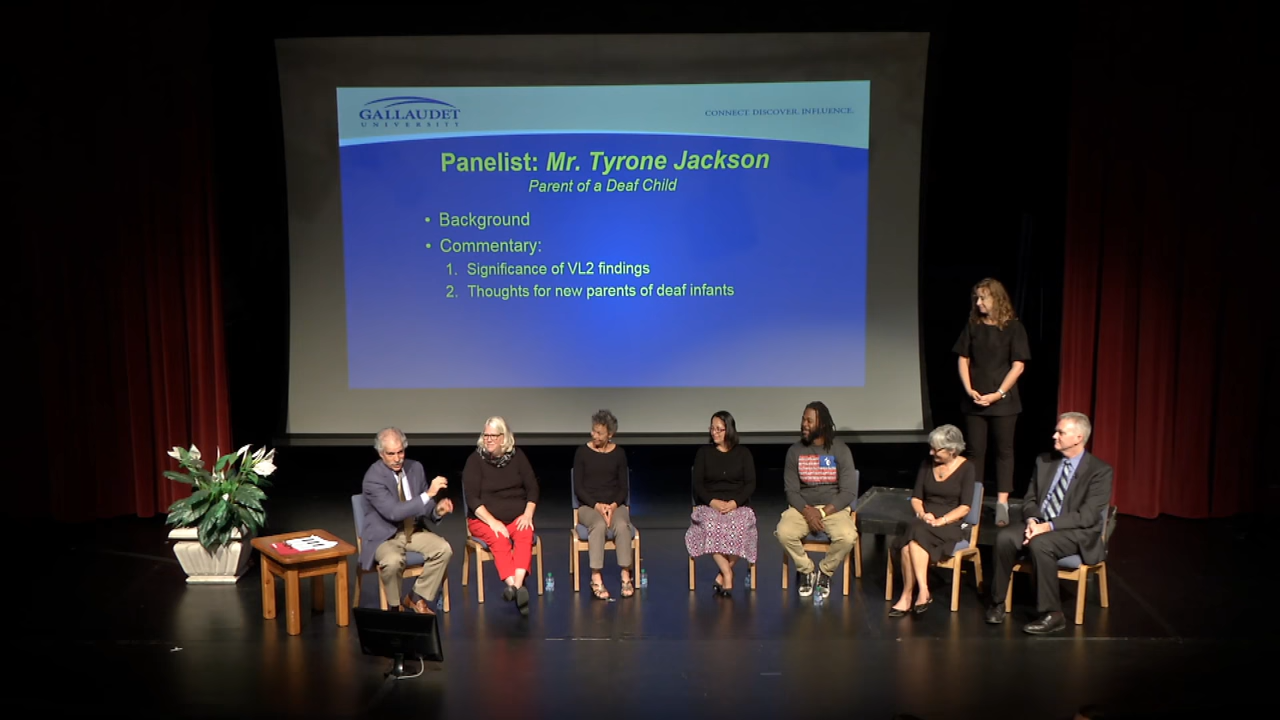 GALLAUDET
UNIVERSITY
CONNECT. DISCOVER. INFLUENCE.
Panelist: Mr. Tyrone Jackson
Parent of a Deaf Child
• Background
• Commentary:
1. Significance of VL2 findings
2. Thoughts for new parents of deaf infants